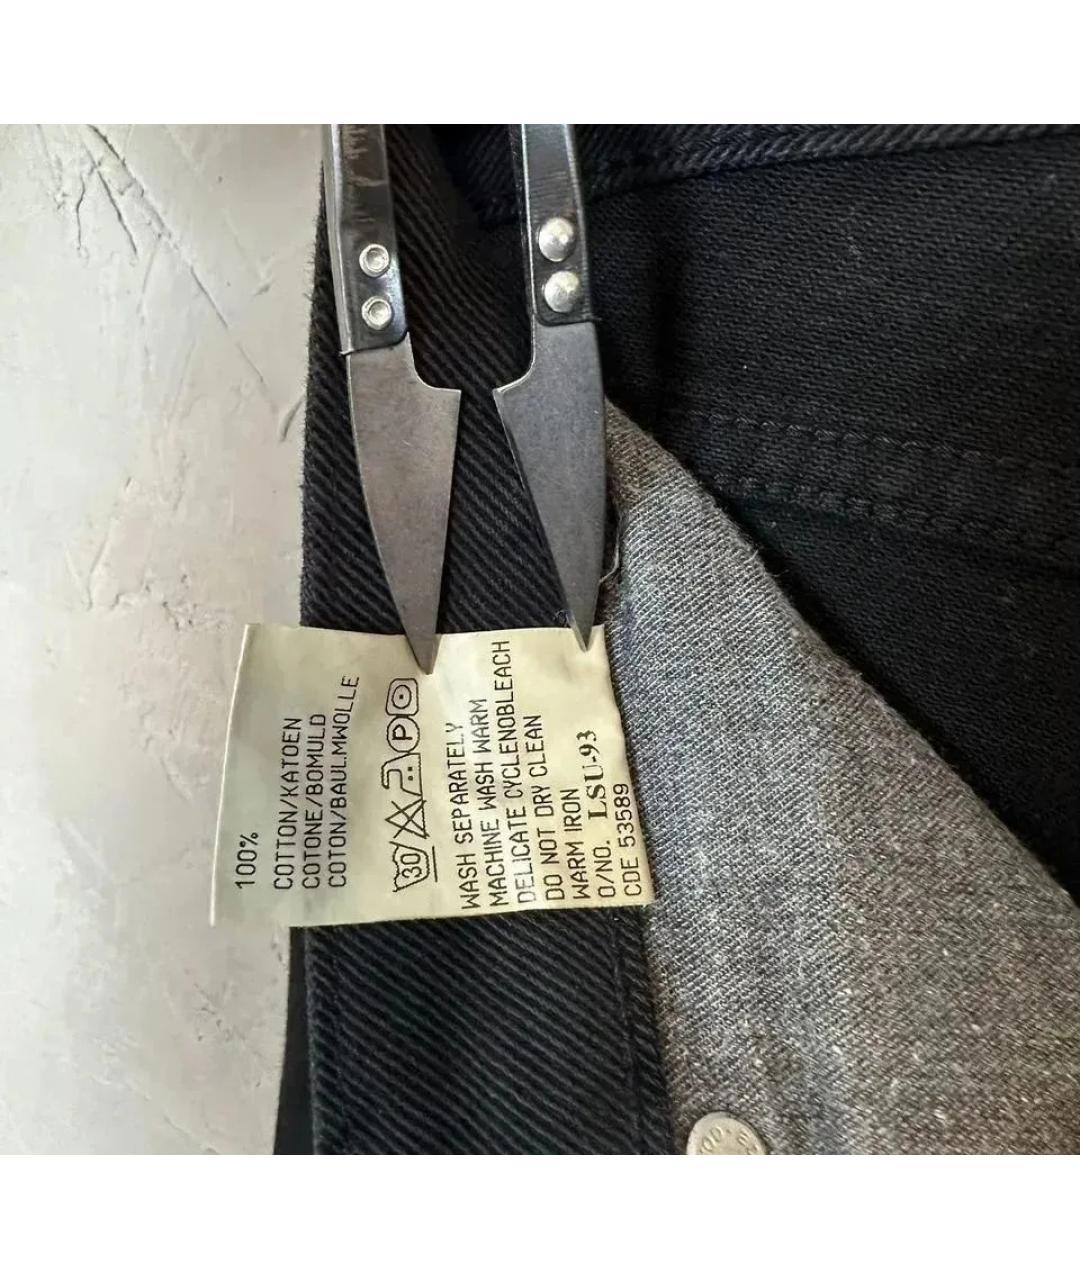 100%
COTTON/KATOEN
COTONE/BOMULD
COTON/BAULMWOLLE
30 P
WASH SEPARATELY
MACHINE WASH WARM
DELICATE CYCLENOBLEACH
DO NOT DRY CLEAN
WARM IRON
O/NO. LSU-93
CDE 53589